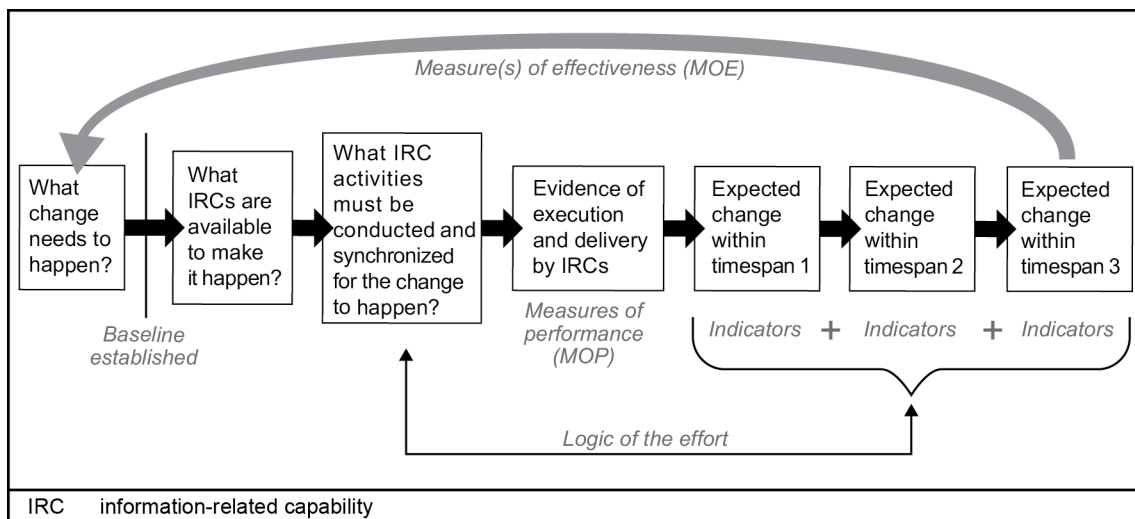 Measure(s) of effectiveness (MOE)
What
change
needs to
happen?
Baseline
established
What
IRCs are
available
to make
it happen?
What IRC
activities
must be
conducted and
synchronized
for the change
to happen?
Evidence of
execution
and delivery
by IRCs
Measures of
performance
(MOP)
Expected
change
within
timespan 1
Expected
change
within
timespan 2
Expected
change
within
timespan 3
Indicators + Indicators + Indicators
Logic of the effort
IRC information-related capability